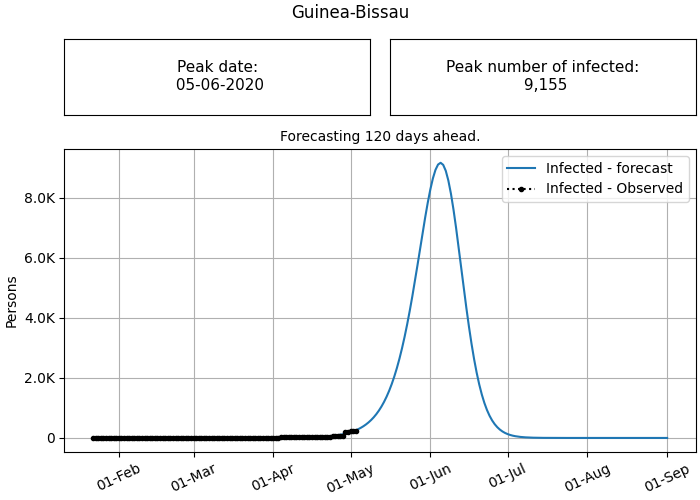 Guinea-Bissau
Peak date:
05-06-2020
Peak number of infected:
9,155
Forecasting 120 days ahead.
Infected - forecast
Infected - Observed
Persons
8.0K
6.0K
4.0K
2.0K
0
01-Feb
01-Mar
01-Apr
01-May
01-Jun
01-Jul
01-Aug
01-Sep